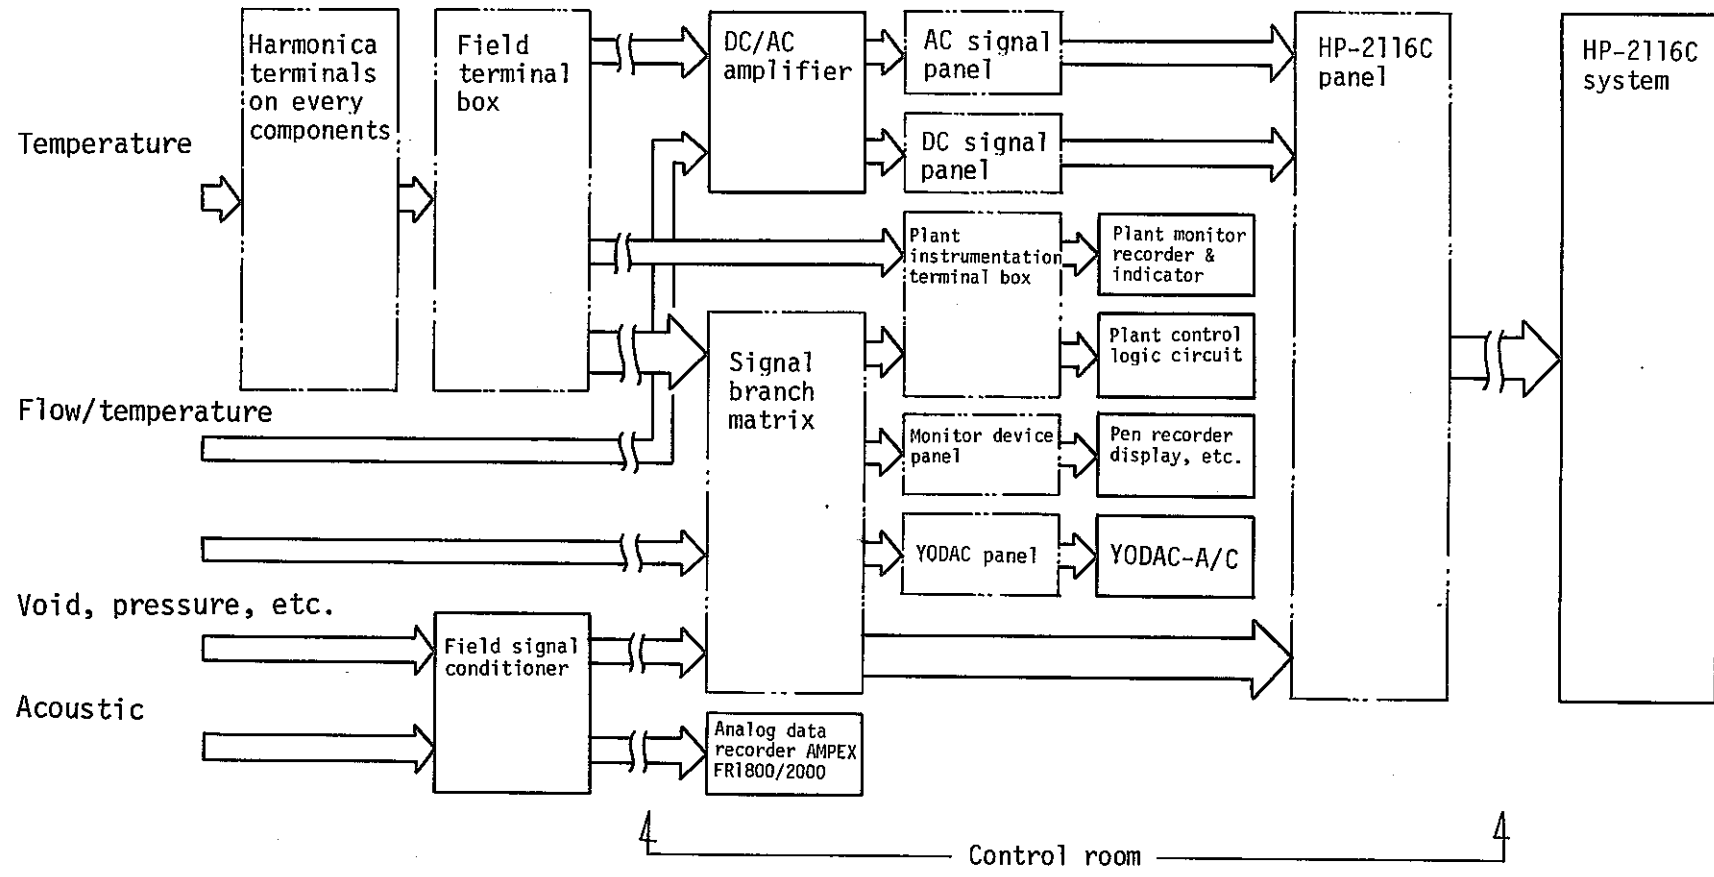 Harmonica
terminals
on every
components
Field
terminal
box
DC/AC
amplifier
AC signal
panel
HP-2116C
panel
HP-2116C
system
Temperature
DC signal
panel
Plant
instrumentation
terminal box
Plant monitor
recorder &
indicator
Signal
branch
matrix
Plant control
logic circuit
Flow/temperature
Monitor device
panel
Pen recorder
display, etc.
YODAC panel
YODAC-A/C
Void, pressure, etc.
Field signal
conditioner
Acoustic
Analog data
recorder AMPEX
FR1800/2000
Control room